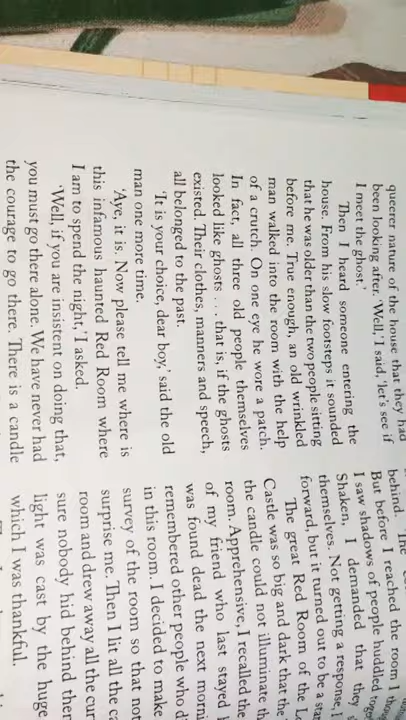 queerer nature of the house that they had
been looking after. 'Well,' I said, 'let's see if
I meet the ghost.'
Then I heard someone entering the
house. From his slow footsteps it sounded
that he was older than the two people sitting
before me. True enough, an old wrinkled
man walked into the room with the help
of a crutch. On one eye he wore a patch.
In fact, all three old people themselves
looked like ghosts . . . that is, if the ghosts
existed. Their clothes, manners and speech,
all belonged to the past.
'It is your choice, dear boy,' said the old
man one more time.
'Aye, it is. Now please tell me where is
this infamous haunted Red Room where
I am to spend the night,' I asked.
'Well, if you are insistent on doing that,
you must go there alone. We have never had
the courage to go there. There is a candle
behind. The
But before I reached the room I
I saw shadows of people huddled
Shaken, I demanded that they
themselves. Not getting a response,
forward, but it turned out to be a
The great Red Room of the
Castle was so big and dark that the
the candle could not illuminate
room. Apprehensive, I recalled the
of my friend who last stayed
was found dead the next
remembered other people who
in this room. I decided to make
survey of the room so that
surprise me. Then I lit all the
room and drew away all the
sure nobody hid behind
light was cast by the huge
which I was thankful.